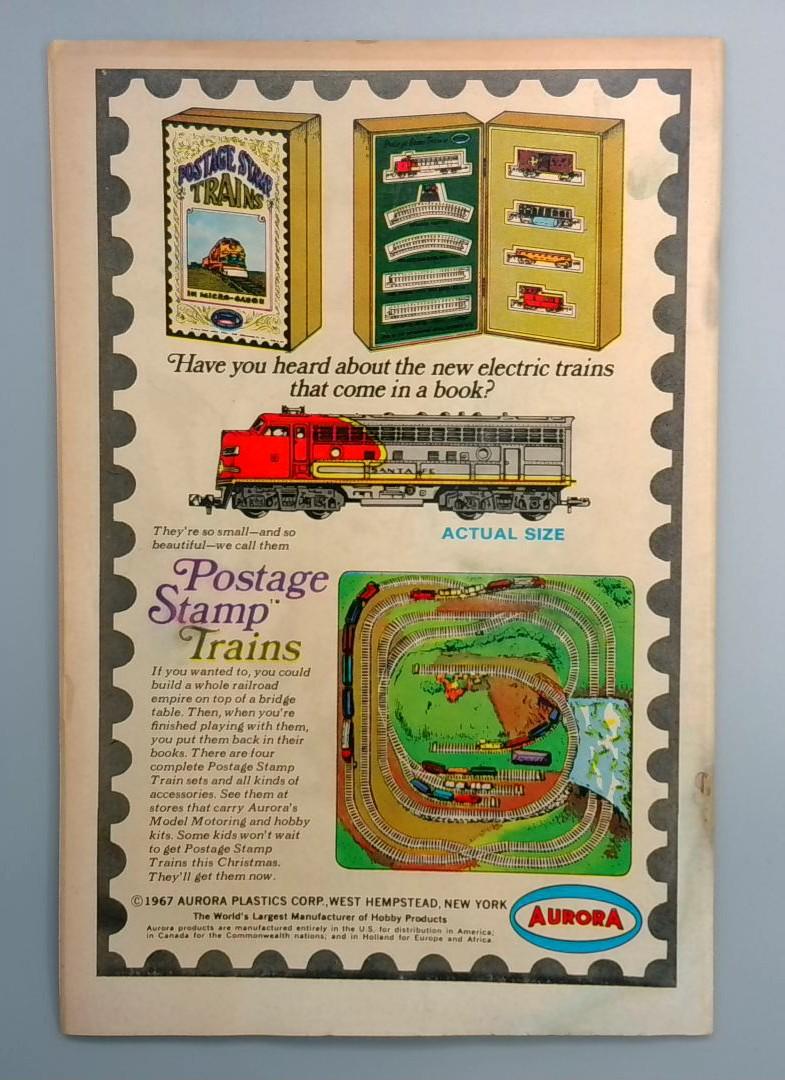 POSTAGE STAMP
TRAINS
IN MICRO-GAUGE
Postage Stamp Trains
Have you heard about the new electric trains
that come in a book?
SANTA FE
They're so small—and so
beautiful—we call them
ACTUAL SIZE
Postage
Stamp™
Trains
If you wanted to, you could
build a whole railroad
empire on top of a bridge
table. Then, when you're
finished playing with them,
you put them back in their
books. There are four
complete Postage Stamp
Train sets and all kinds of
accessories. See them at
stores that carry Aurora's
Model Motoring and hobby
kits. Some kids won't wait
to get Postage Stamp
Trains this Christmas.
They'll get them now.
©1967 AURORA PLASTICS CORP., WEST HEMPSTEAD, NEW YORK
The World's Largest Manufacturer of Hobby Products
Aurora products are manufactured entirely in the U.S. for distribution in America;
in Canada for the Commonwealth nations; and in Holland for Europe and Africa.
AURORA